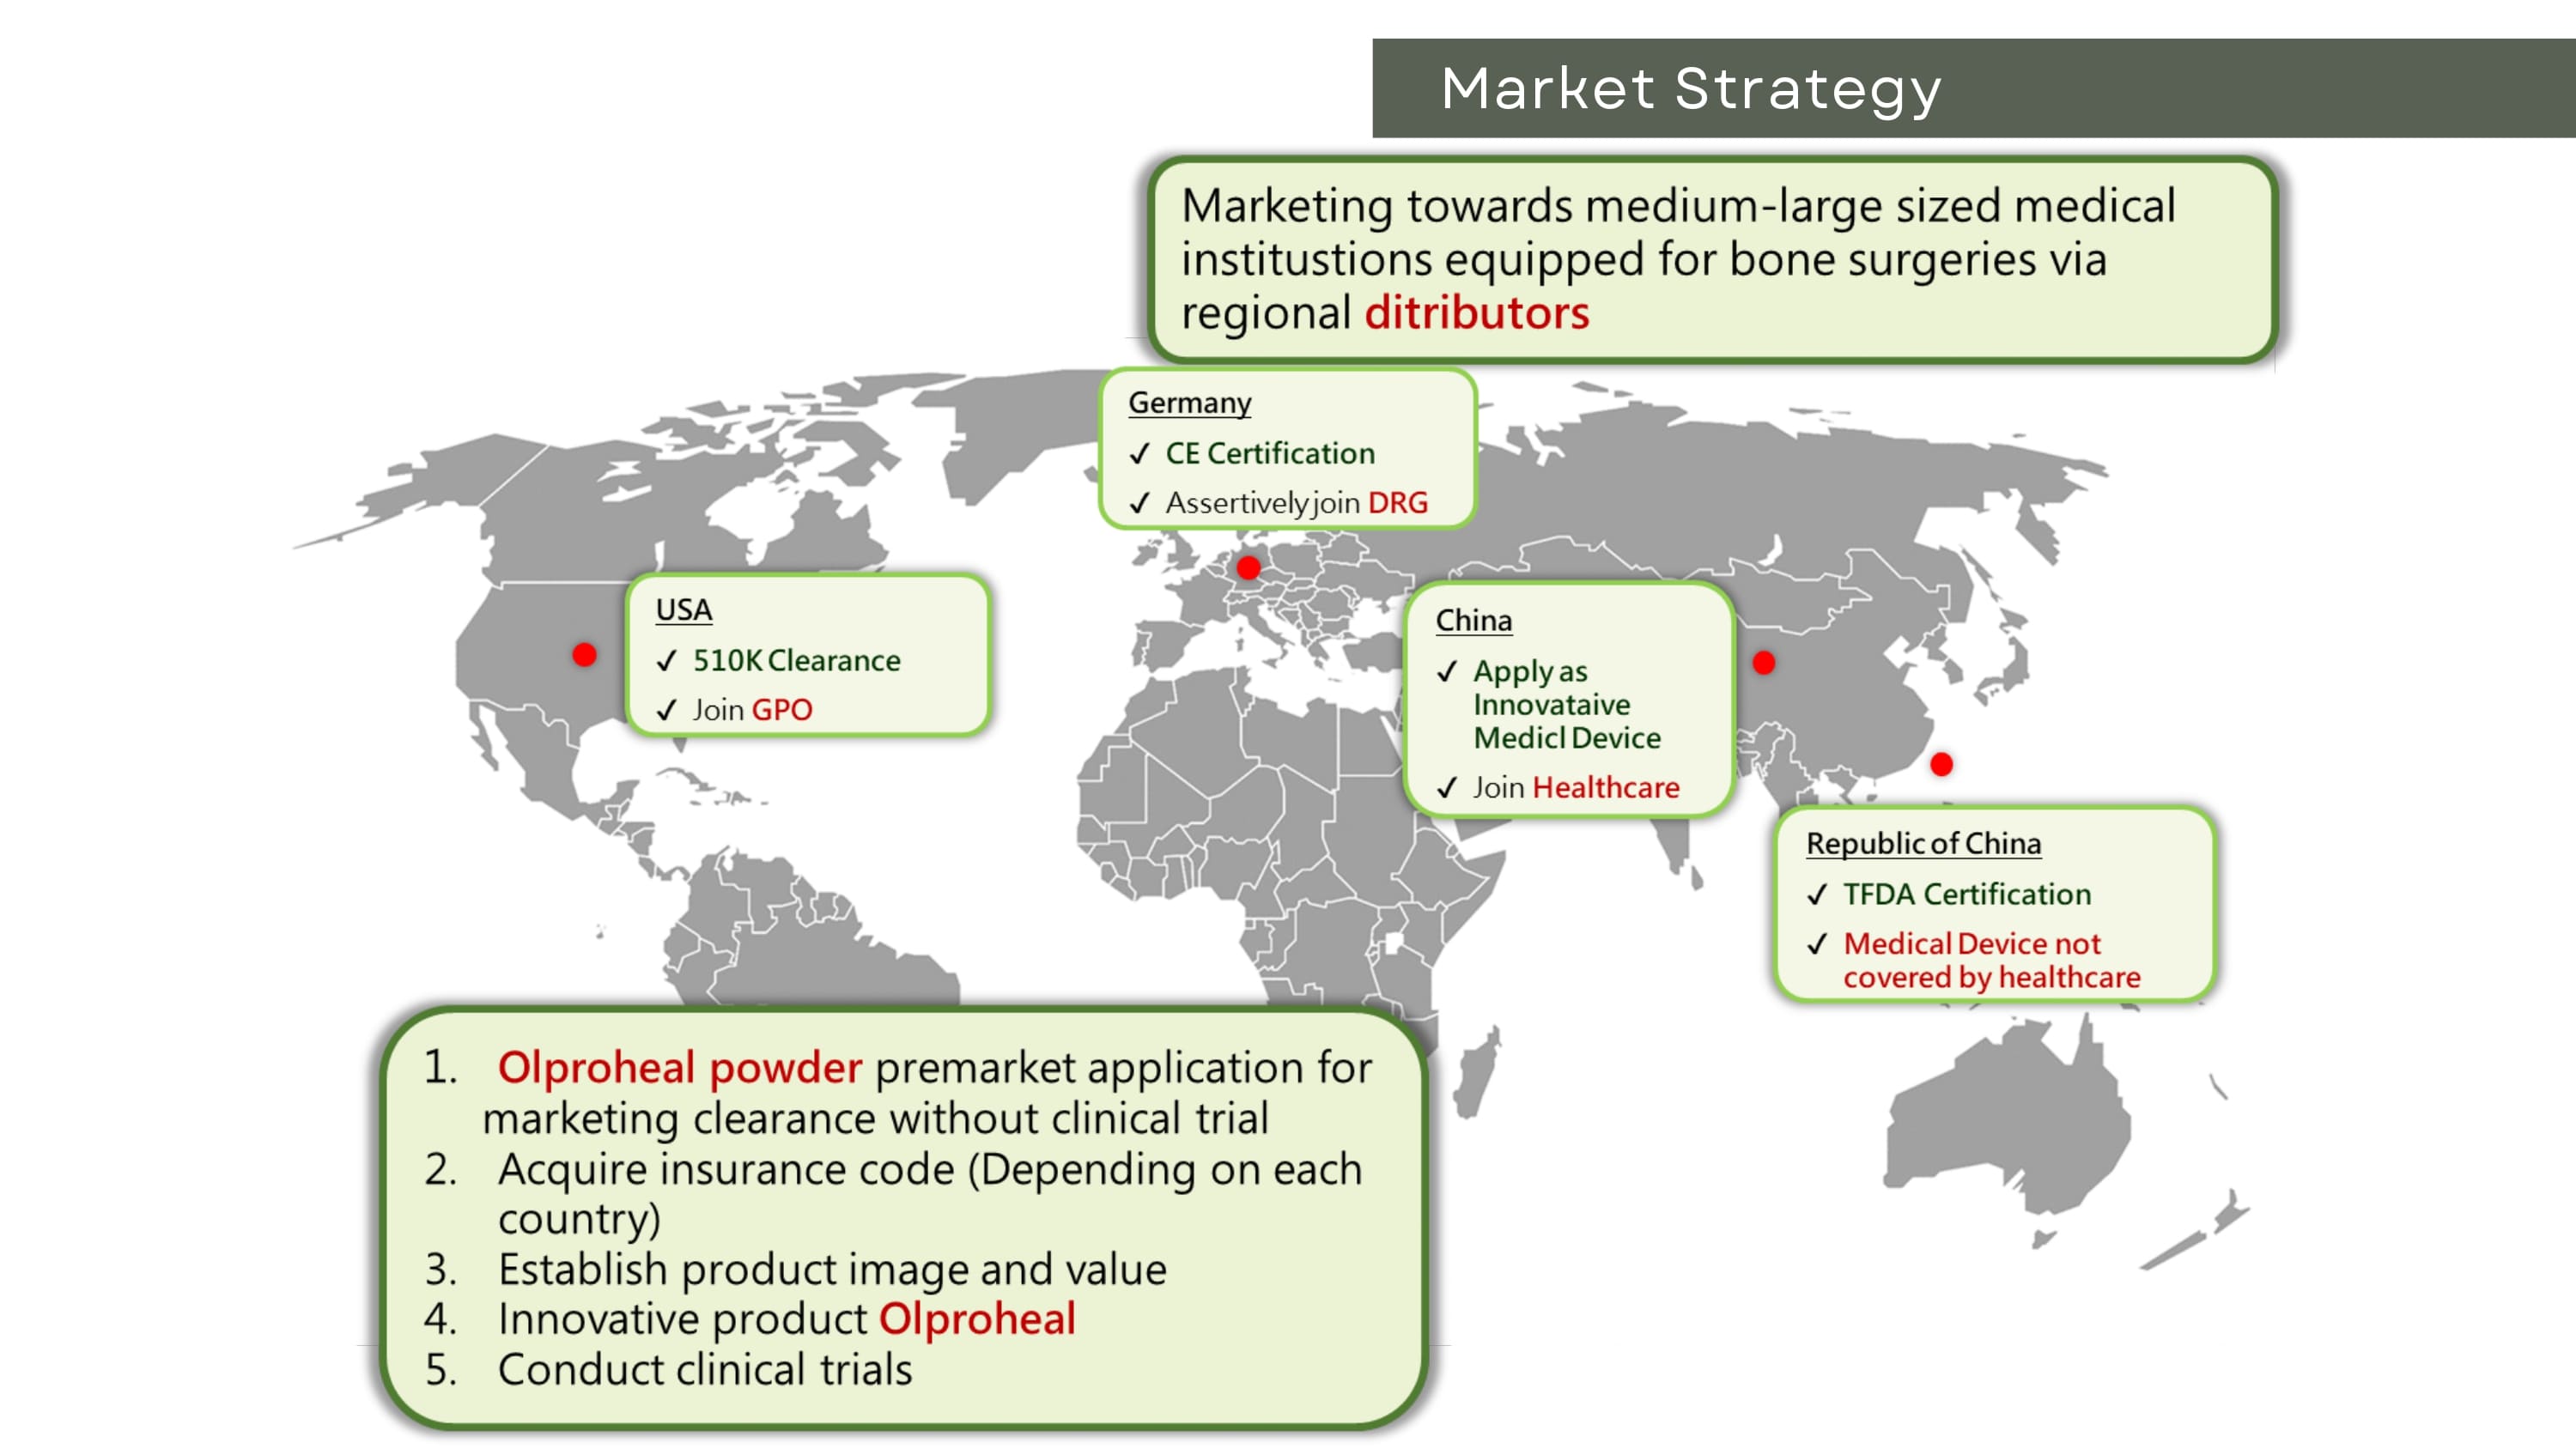 Market Strategy
Marketing towards medium-large sized medical
institustions equipped for bone surgeries via
regional ditributors
Germany
✓ CE Certification
✓ Assertively join DRG
USA
✓ 510K Clearance
✓ Join GPO
China
✓ Apply as
Innovataive
Medicl Device
✓ Join Healthcare
Republic of China
✓ TFDA Certification
✓ Medical Device not
covered by healthcare
1. Olproheal powder premarket application for
marketing clearance without clinical trial
2. Acquire insurance code (Depending on each
country)
3. Establish product image and value
4. Innovative product Olproheal
5. Conduct clinical trials